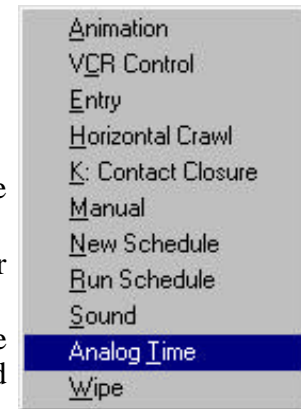 Animation
VCR Control
Entry
Horizontal Crawl
K: Contact Closure
Manual
New Schedule
Run Schedule
Sound
Analog Time
Wipe